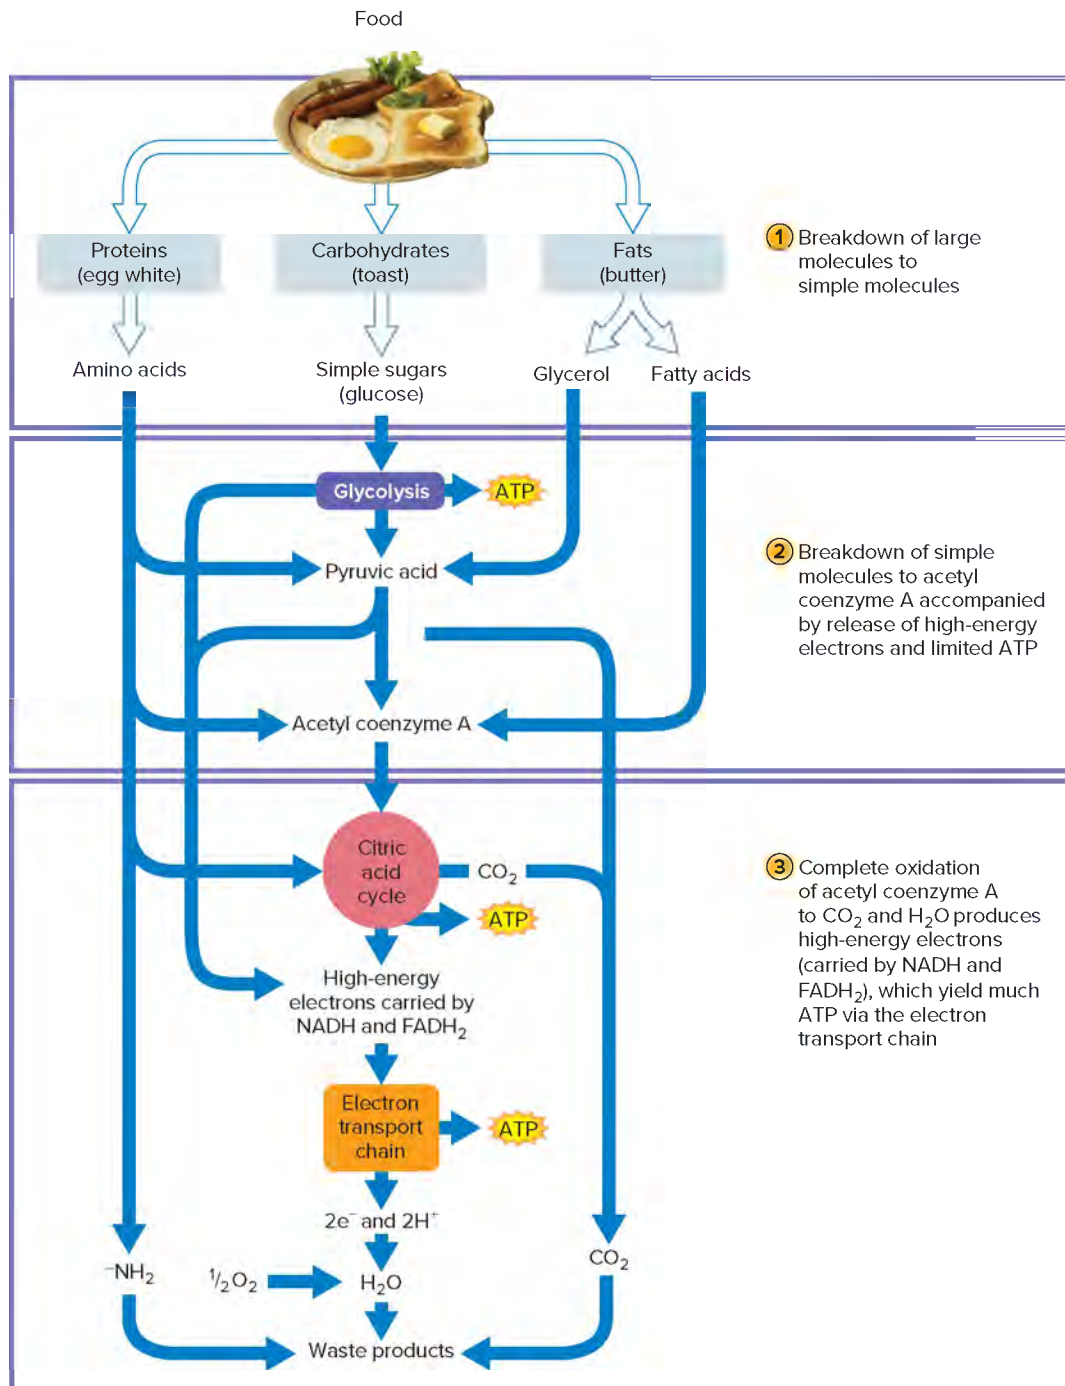 Food
Proteins
(egg white)
Carbohydrates
(toast)
Fats
(butter)
1 Breakdown of large
molecules to
simple molecules
Amino acids
Simple sugars
(glucose)
Glycerol
Fatty acids
Glycolysis
ATP
Pyruvic acid
2 Breakdown of simple
molecules to acetyl
coenzyme A accompanied
by release of high-energy
electrons and limited ATP
Acetyl coenzyme A
Citric
acid
cycle
CO₂
ATP
3 Complete oxidation
of acetyl coenzyme A
to CO₂ and H₂O produces
high-energy electrons
(carried by NADH and
FADH₂), which yield much
ATP via the electron
transport chain
High-energy
electrons carried by
NADH and FADH₂
Electron
transport
chain
ATP
2e⁻ and 2H⁺
⁻NH₂
½O₂
H₂O
CO₂
Waste products